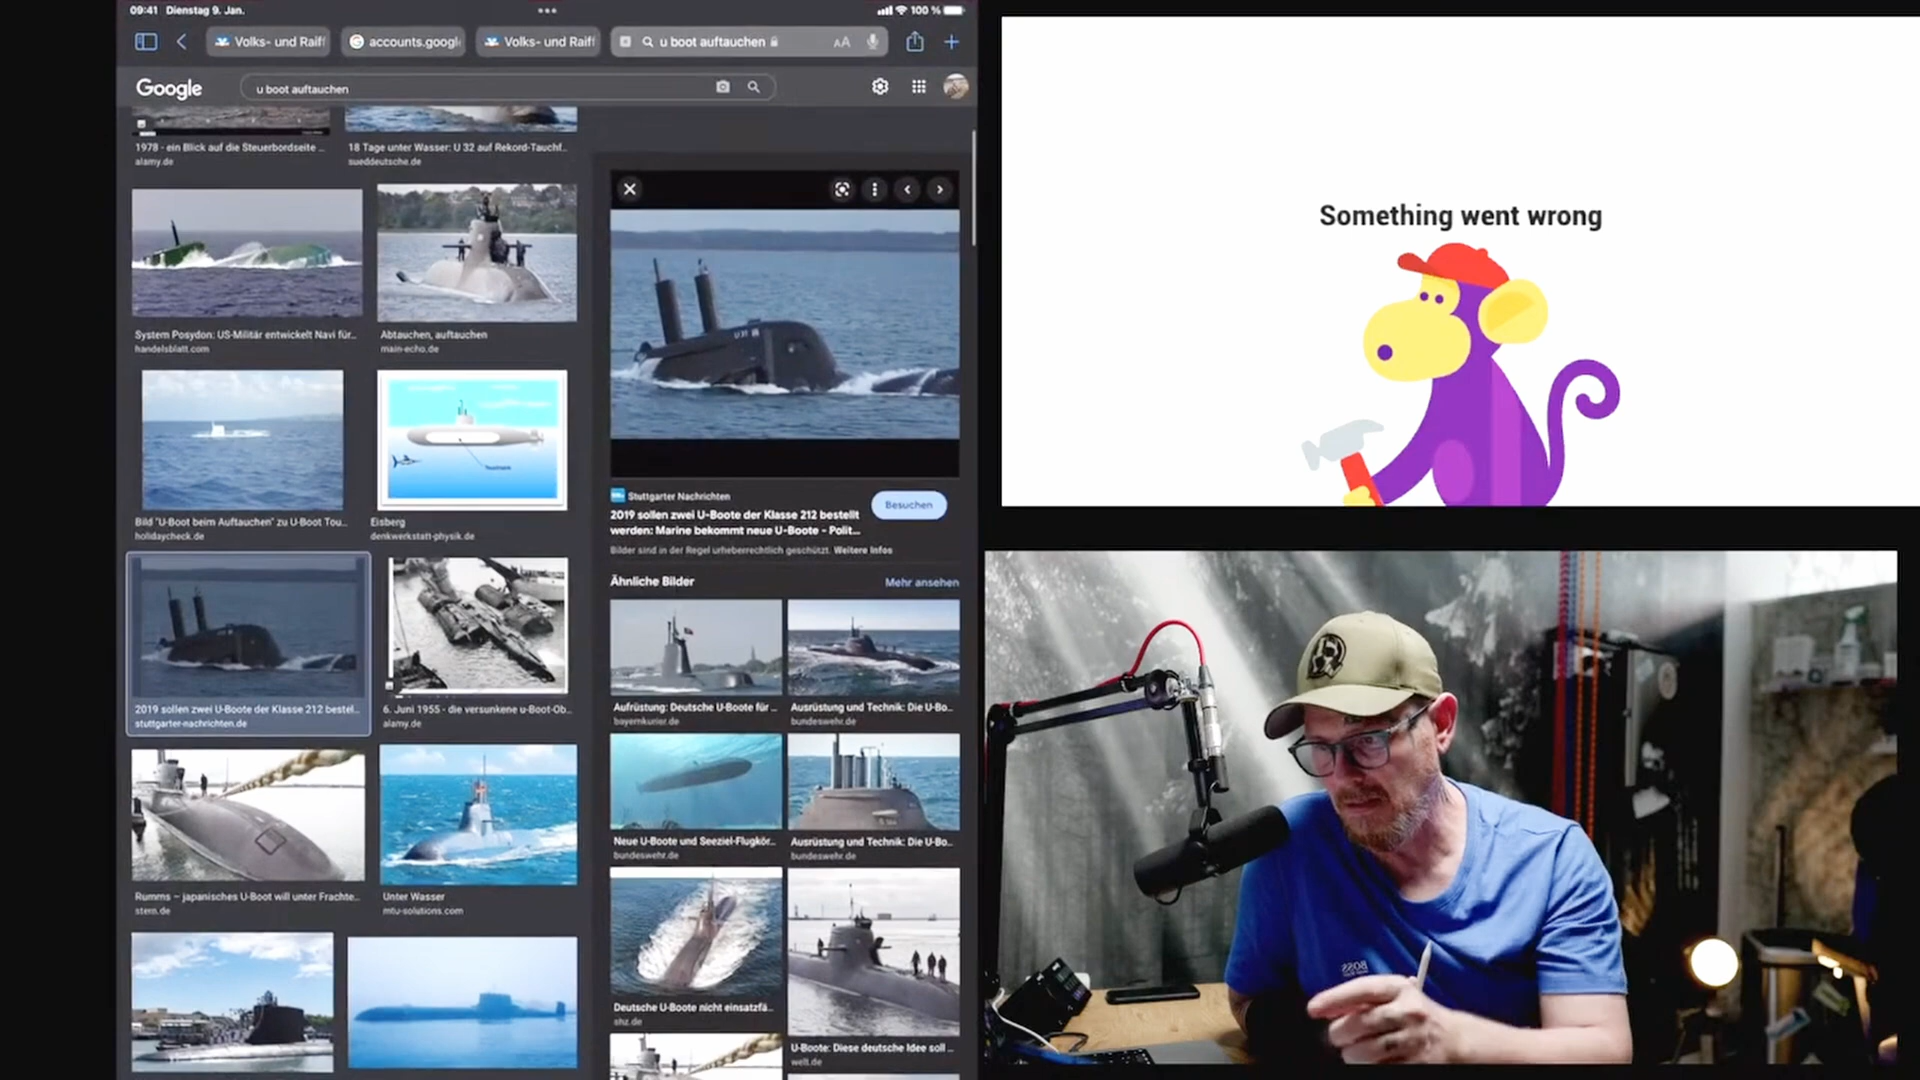 09:41 Dienstag 9. Jan.
100 %
Volks- und Raiff
accounts.googl
Volks- und Raiff
u boot auftauchen
AA
Google
u boot auftauchen
1978 - ein Blick auf die Steuerbordseite ...
alamy.de
18 Tage unter Wasser: U 32 auf Rekord-Tauchf...
sueddeutsche.de
System Posydon: US-Militär entwickelt Navi für...
handelsblatt.com
Abtauchen, auftauchen
main-echo.de
Bild "U-Boot beim Auftauchen" zu U-Boot Tou...
holidaycheck.de
Eisberg
denkwerkstatt-physik.de
2019 sollen zwei U-Boote der Klasse 212 bestel...
stuttgarter-nachrichten.de
6. Juni 1955 - die versunkene u-Boot-Ob...
alamy.de
Rumms – japanisches U-Boot will unter Frachte...
stern.de
Unter Wasser
mtu-solutions.com
Stuttgarter Nachrichten
2019 sollen zwei U-Boote der Klasse 212 bestellt
werden: Marine bekommt neue U-Boote - Polit...
Besuchen
Bilder sind in der Regel urheberrechtlich geschützt. Weitere Infos
Ähnliche Bilder
Mehr ansehen
Aufrüstung: Deutsche U-Boote für ...
bayernkurier.de
Ausrüstung und Technik: Die U-Bo...
bundeswehr.de
Neue U-Boote und Seeziel-Flugkör...
bundeswehr.de
Ausrüstung und Technik: Die U-Bo...
bundeswehr.de
Deutsche U-Boote nicht einsatzfä...
shz.de
U-Boote: Diese deutsche Idee soll ...
welt.de
Something went wrong
BOSS